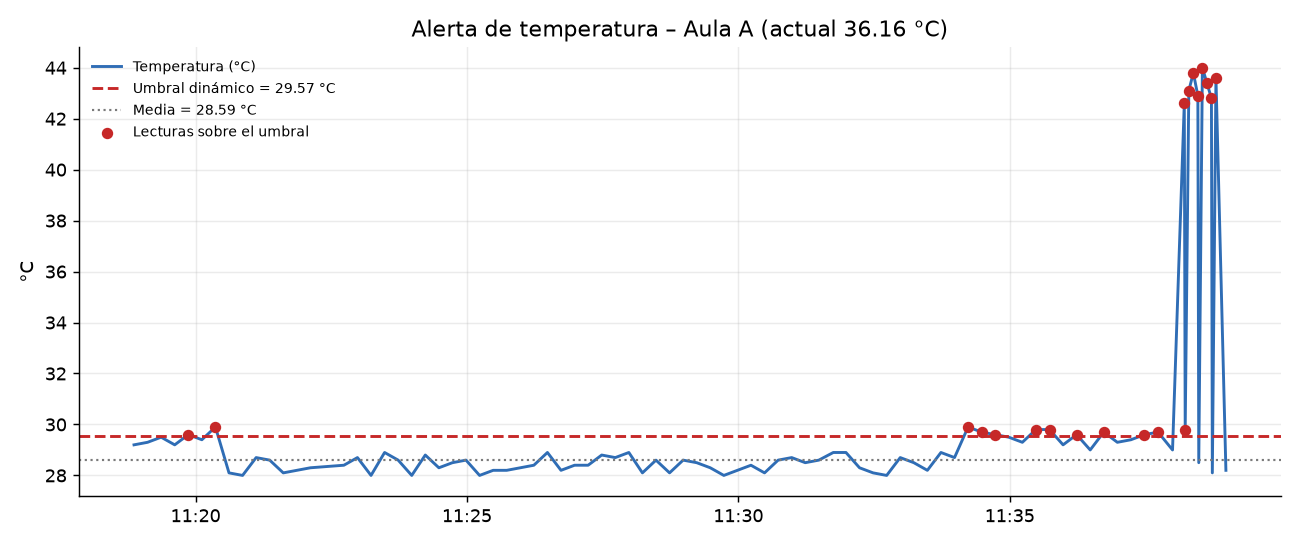 Alerta de temperatura – Aula A (actual 36.16 °C)
Temperatura (°C)
Umbral dinámico = 29.57 °C
Media = 28.59 °C
Lecturas sobre el umbral
°C
44
42
40
38
36
34
32
30
28
11:20
11:25
11:30
11:35